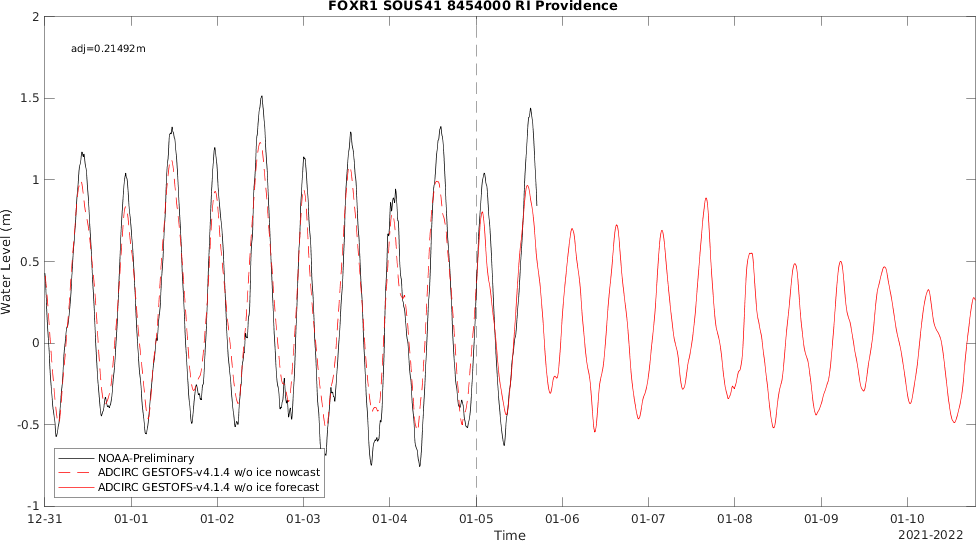 FOXR1 SOUS41 8454000 RI Providence
adj=0.21492m
2
1.5
1
0.5
0
-0.5
-1
Water Level (m)
NOAA-Preliminary
ADCIRC GESTOFS-v4.1.4 w/o ice nowcast
ADCIRC GESTOFS-v4.1.4 w/o ice forecast
12-31 01-01 01-02 01-03 01-04 01-05 01-06 01-07 01-08 01-09 01-10
Time
2021-2022